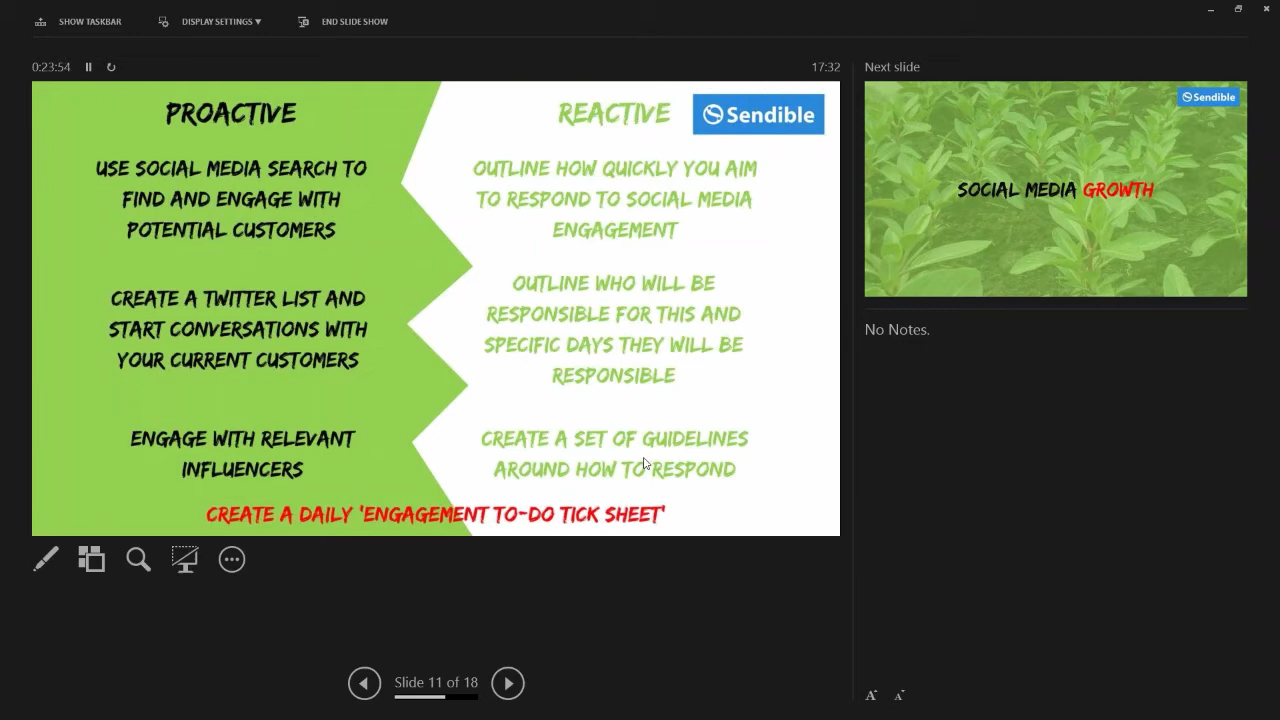 SHOW TASKBAR
DISPLAY SETTINGS ▼
END SLIDE SHOW
0:23:54
17:32
PROACTIVE
USE SOCIAL MEDIA SEARCH TO
FIND AND ENGAGE WITH
POTENTIAL CUSTOMERS
CREATE A TWITTER LIST AND
START CONVERSATIONS WITH
YOUR CURRENT CUSTOMERS
ENGAGE WITH RELEVANT
INFLUENCERS
REACTIVE
Sendible
OUTLINE HOW QUICKLY YOU AIM
TO RESPOND TO SOCIAL MEDIA
ENGAGEMENT
OUTLINE WHO WILL BE
RESPONSIBLE FOR THIS AND
SPECIFIC DAYS THEY WILL BE
RESPONSIBLE
CREATE A SET OF GUIDELINES
AROUND HOW TO RESPOND
CREATE A DAILY 'ENGAGEMENT TO-DO TICK SHEET'
Next slide
Sendible
SOCIAL MEDIA GROWTH
No Notes.
Slide 11 of 18
A A